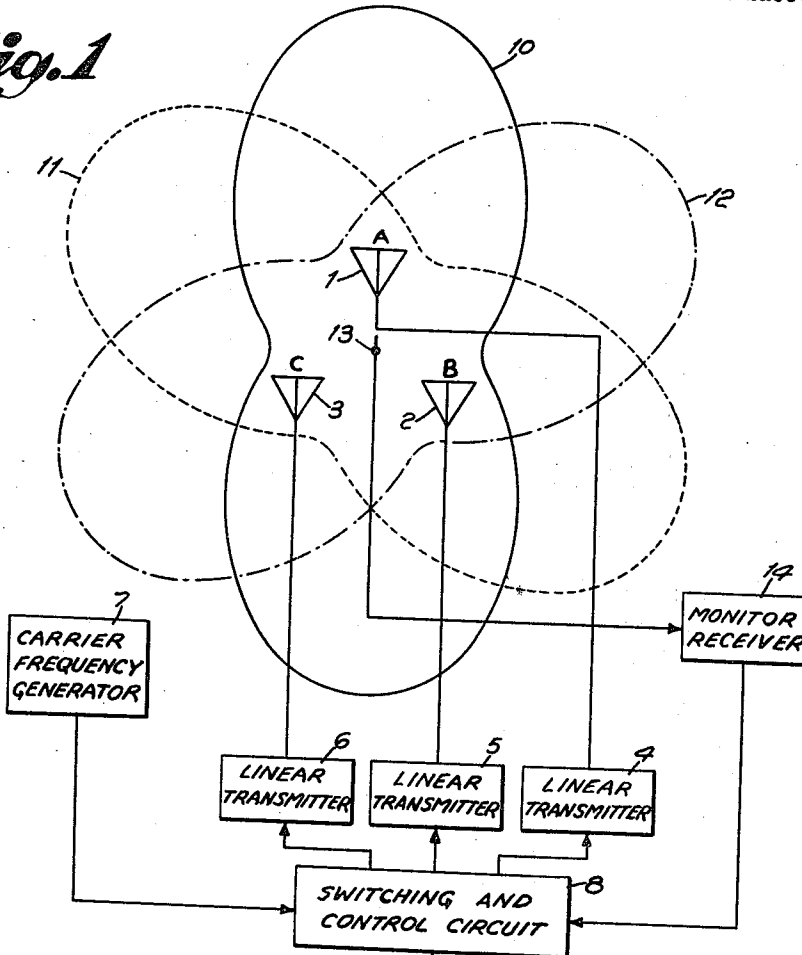 Fig.1
10
11
12
A
1
13
C
B
3
2
7
14
CARRIER
FREQUENCY
GENERATOR
MONITOR
RECEIVER
6
5
4
LINEAR
TRANSMITTER
LINEAR
TRANSMITTER
LINEAR
TRANSMITTER
8
SWITCHING AND
CONTROL CIRCUIT